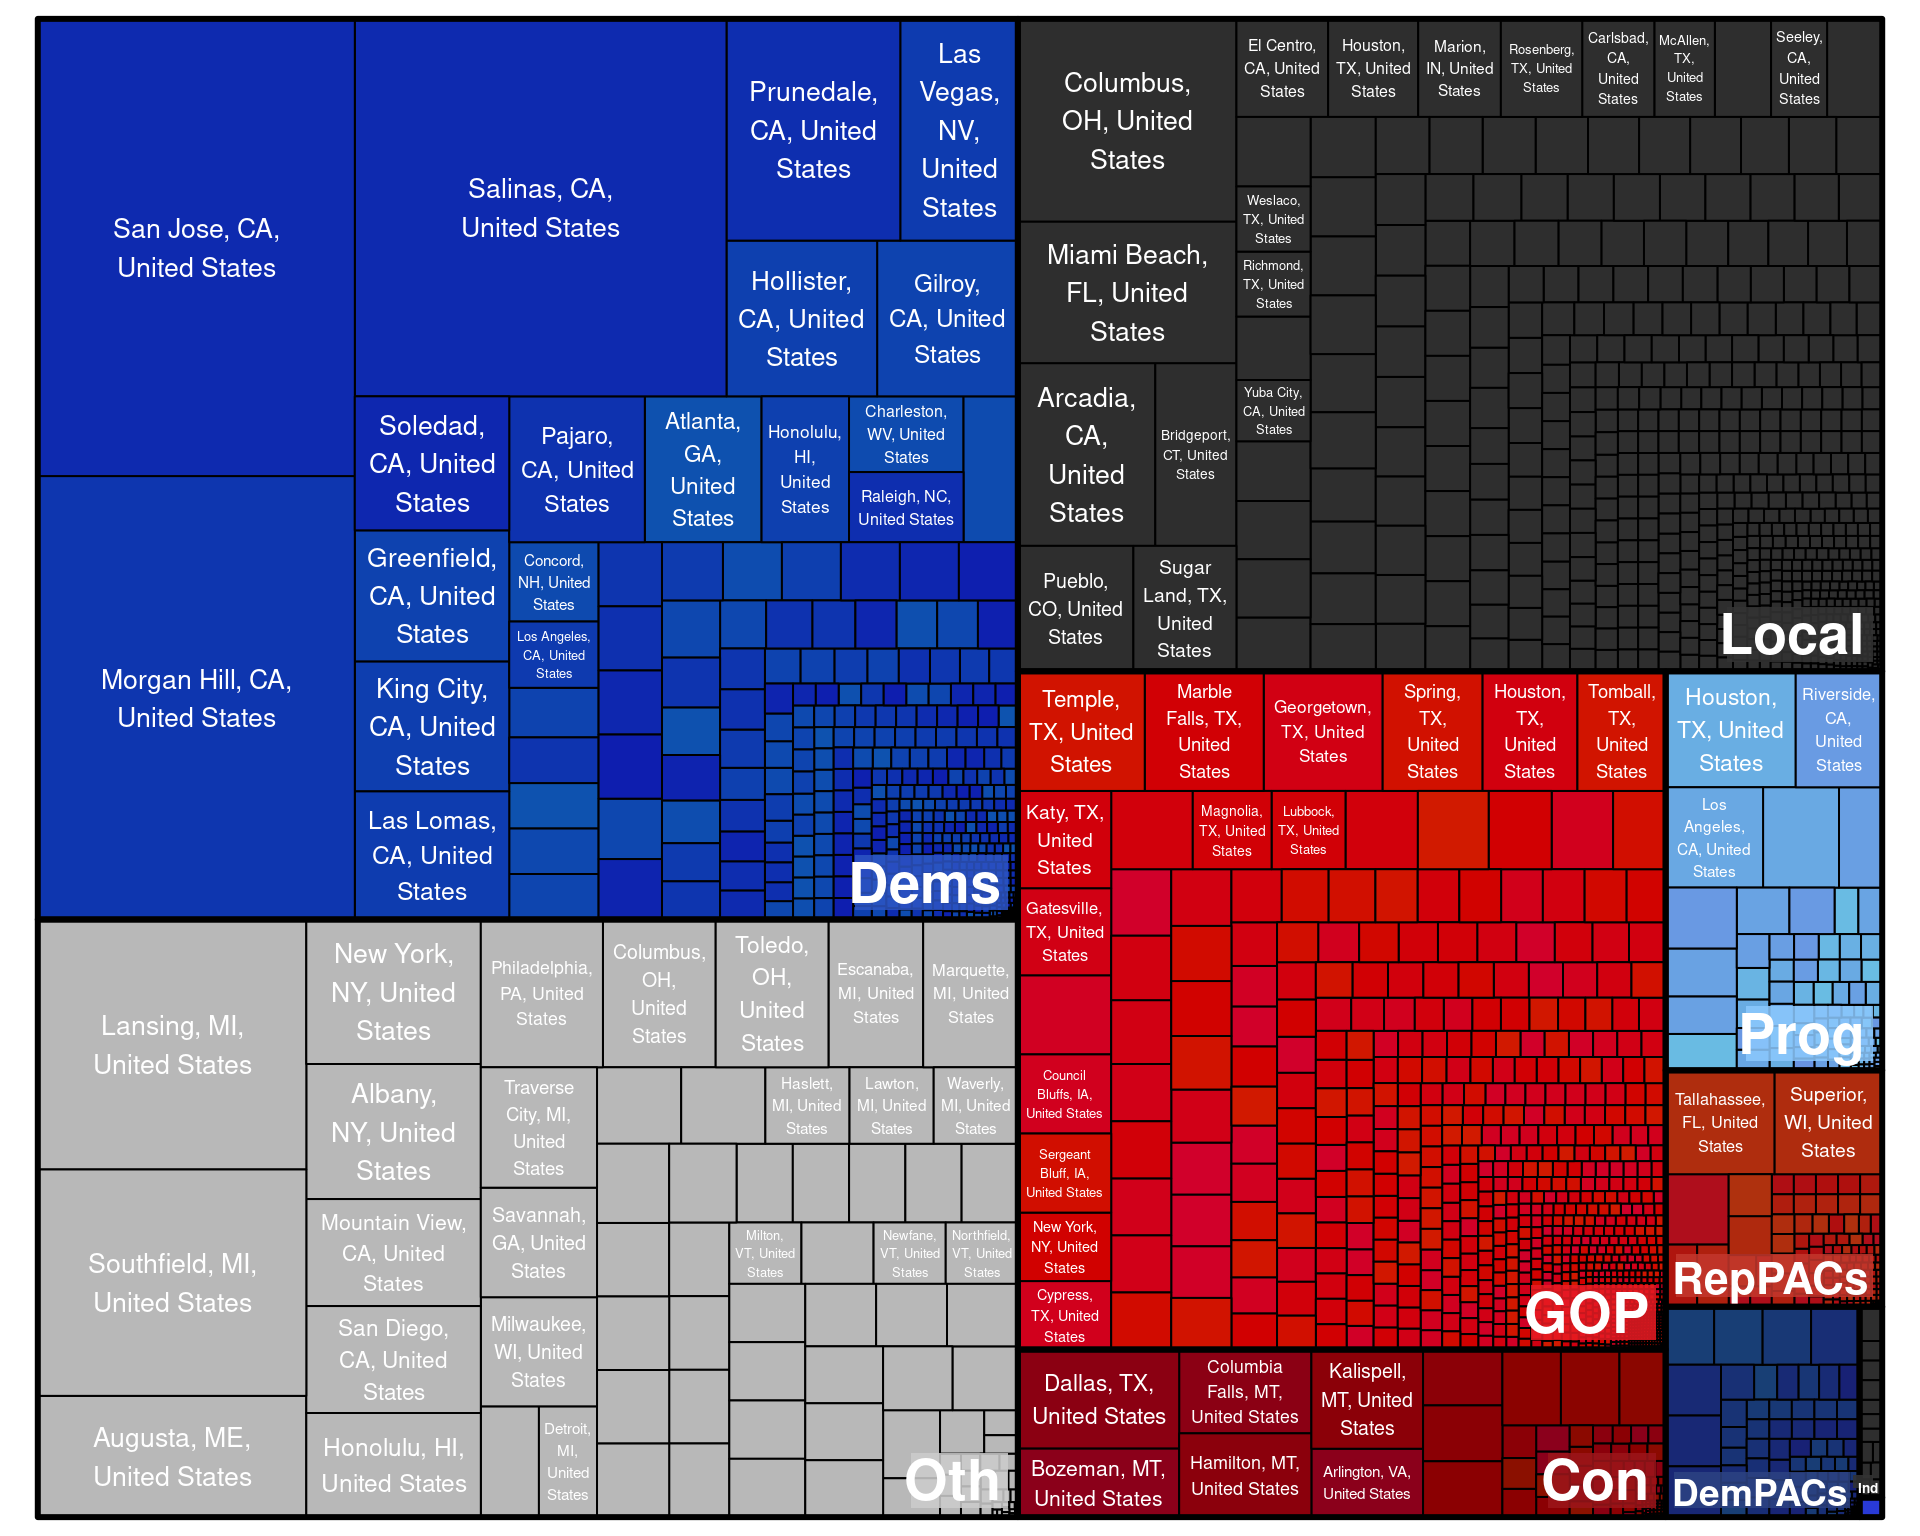 San Jose, CA,
United States
Morgan Hill, CA,
United States
Salinas, CA,
United States
Prunedale,
CA, United
States
Las
Vegas,
NV,
United
States
Hollister,
CA, United
States
Gilroy,
CA, United
States
Soledad,
CA, United
States
Greenfield,
CA, United
States
King City,
CA, United
States
Las Lomas,
CA, United
States
Pajaro,
CA, United
States
Atlanta,
GA,
United
States
Honolulu,
HI,
United
States
Charleston,
WV, United
States
Raleigh, NC,
United States
Concord,
NH, United
States
Los Angeles,
CA, United
States
Dems
Columbus,
OH, United
States
Miami Beach,
FL, United
States
Arcadia,
CA,
United
States
Bridgeport,
CT, United
States
Pueblo,
CO, United
States
Sugar
Land, TX,
United
States
El Centro,
CA, United
States
Houston,
TX, United
States
Marion,
IN, United
States
Rosenberg,
TX, United
States
Carlsbad,
CA,
United
States
McAllen,
TX,
United
States
Seeley,
CA,
United
States
Weslaco,
TX, United
States
Richmond,
TX, United
States
Yuba City,
CA, United
States
Local
Lansing, MI,
United States
Southfield, MI,
United States
Augusta, ME,
United States
New York,
NY, United
States
Albany,
NY, United
States
Mountain View,
CA, United
States
San Diego,
CA, United
States
Honolulu, HI,
United States
Philadelphia,
PA, United
States
Columbus,
OH,
United
States
Toledo,
OH,
United
States
Escanaba,
MI, United
States
Marquette,
MI, United
States
Traverse
City, MI,
United
States
Savannah,
GA, United
States
Milwaukee,
WI, United
States
Detroit,
MI,
United
States
Haslett,
MI, United
States
Lawton,
MI, United
States
Waverly,
MI, United
States
Milton,
VT, United
States
Newfane,
VT, United
States
Northfield,
VT, United
States
Oth
Temple,
TX, United
States
Marble
Falls, TX,
United
States
Georgetown,
TX, United
States
Spring,
TX,
United
States
Houston,
TX,
United
States
Tomball,
TX,
United
States
Katy, TX,
United
States
Magnolia,
TX, United
States
Lubbock,
TX, United
States
Gatesville,
TX, United
States
Council
Bluffs, IA,
United States
Sergeant
Bluff, IA,
United States
New York,
NY, United
States
Cypress,
TX, United
States
GOP
Dallas, TX,
United States
Bozeman, MT,
United States
Columbia
Falls, MT,
United States
Hamilton, MT,
United States
Kalispell,
MT, United
States
Arlington, VA,
United States
Con
Houston,
TX, United
States
Riverside,
CA,
United
States
Los
Angeles,
CA, United
States
Prog
Tallahassee,
FL, United
States
Superior,
WI, United
States
RepPACs
DemPACs
Ind